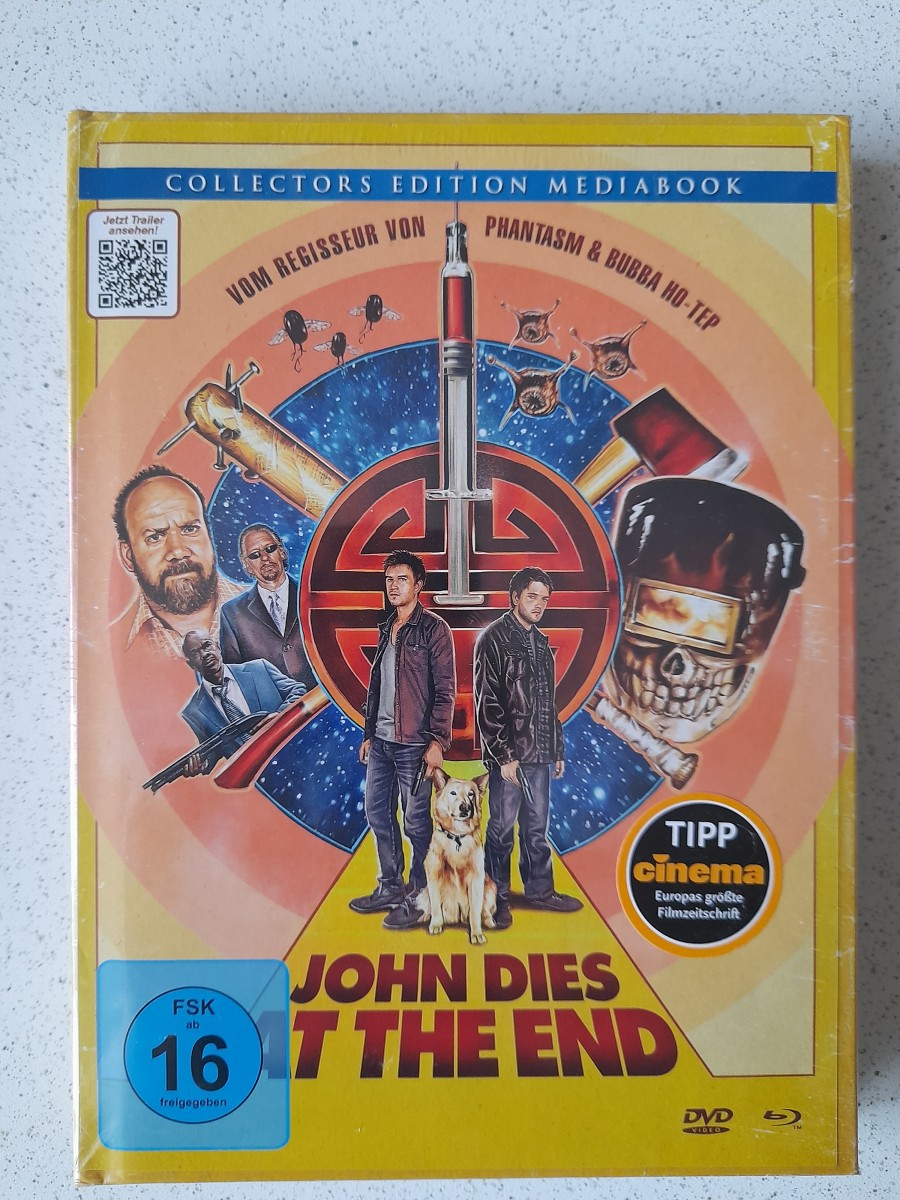 COLLECTORS EDITION MEDIABOOK
Jetzt Trailer
ansehen!
VOM REGISSEUR VON PHANTASM & BUBBA HO-TEP
TIPP
cinema
Europas größte
Filmzeitschrift
JOHN DIES
AT THE END
FSK
ab
16
freigegeben
DVD
VIDEO
TM